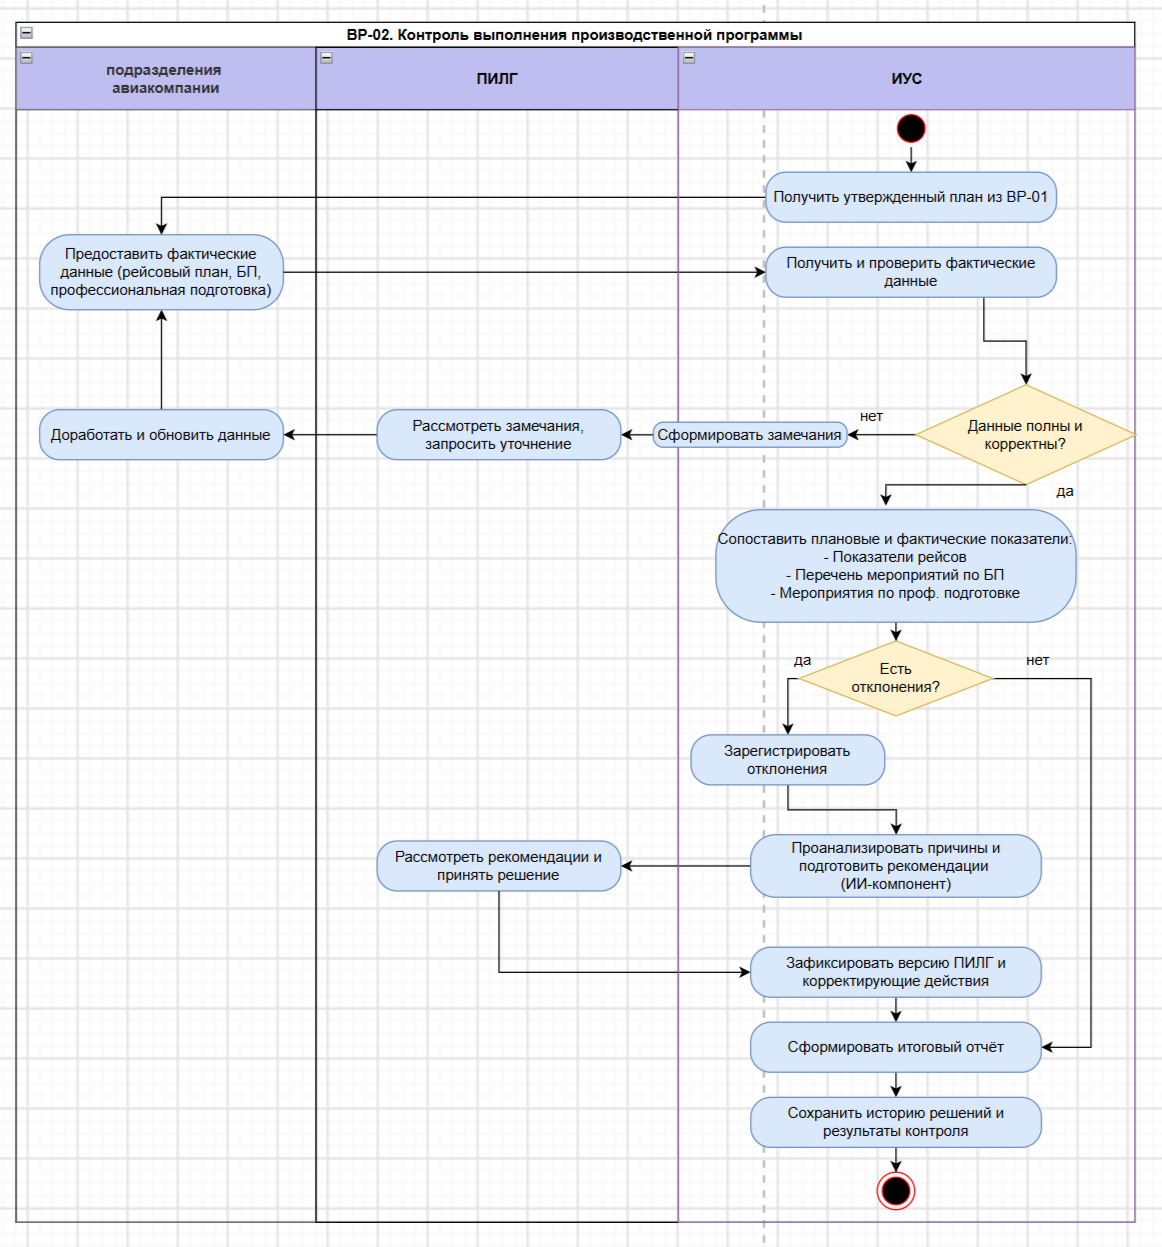 BP-02. Контроль выполнения производственной программы
подразделения
авиакомпании
ПИЛГ
ИУС
Получить утвержденный план из BP-01
Предоставить фактические
данные (рейсовый план, БП,
профессиональная подготовка)
Получить и проверить фактические
данные
Данные полны и
корректны?
нет
Сформировать замечания
Рассмотреть замечания,
запросить уточнение
Доработать и обновить данные
да
Сопоставить плановые и фактические показатели:
- Показатели рейсов
- Перечень мероприятий по БП
- Мероприятия по проф. подготовке
Есть
отклонения?
да
нет
Зарегистрировать
отклонения
Проанализировать причины и
подготовить рекомендации
(ИИ-компонент)
Рассмотреть рекомендации и
принять решение
Зафиксировать версию ПИЛГ и
корректирующие действия
Сформировать итоговый отчёт
Сохранить историю решений и
результаты контроля